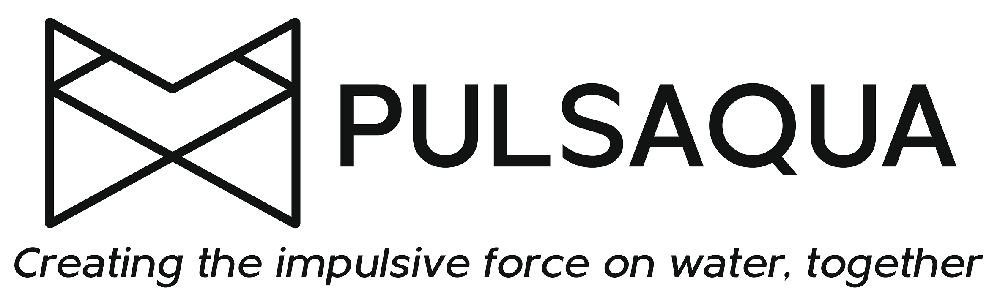 PULSAQUA
Creating the impulsive force on water, together